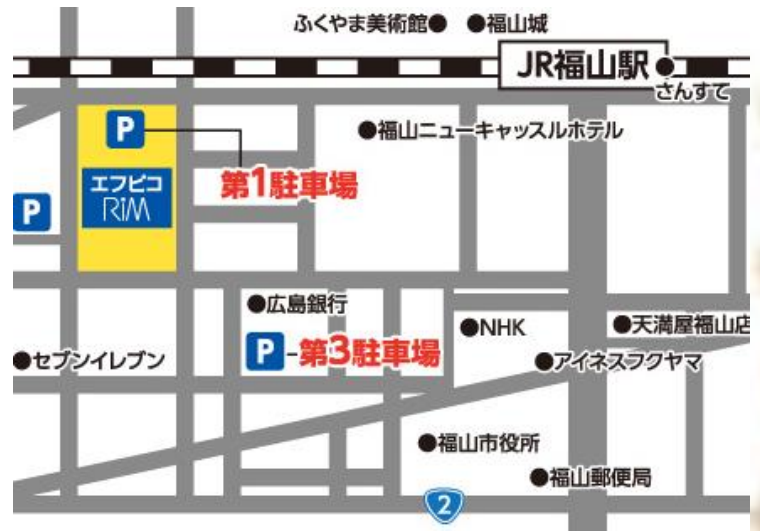 ふくやま美術館● ●福山城
JR福山駅●
さんすて
P
●福山ニューキャッスルホテル
エフピコ
RiM
第1駐車場
P
●広島銀行
●NHK
●天満屋福山店
P-第3駐車場
●セブンイレブン
●アイネスフクヤマ
●福山市役所
●福山郵便局
2